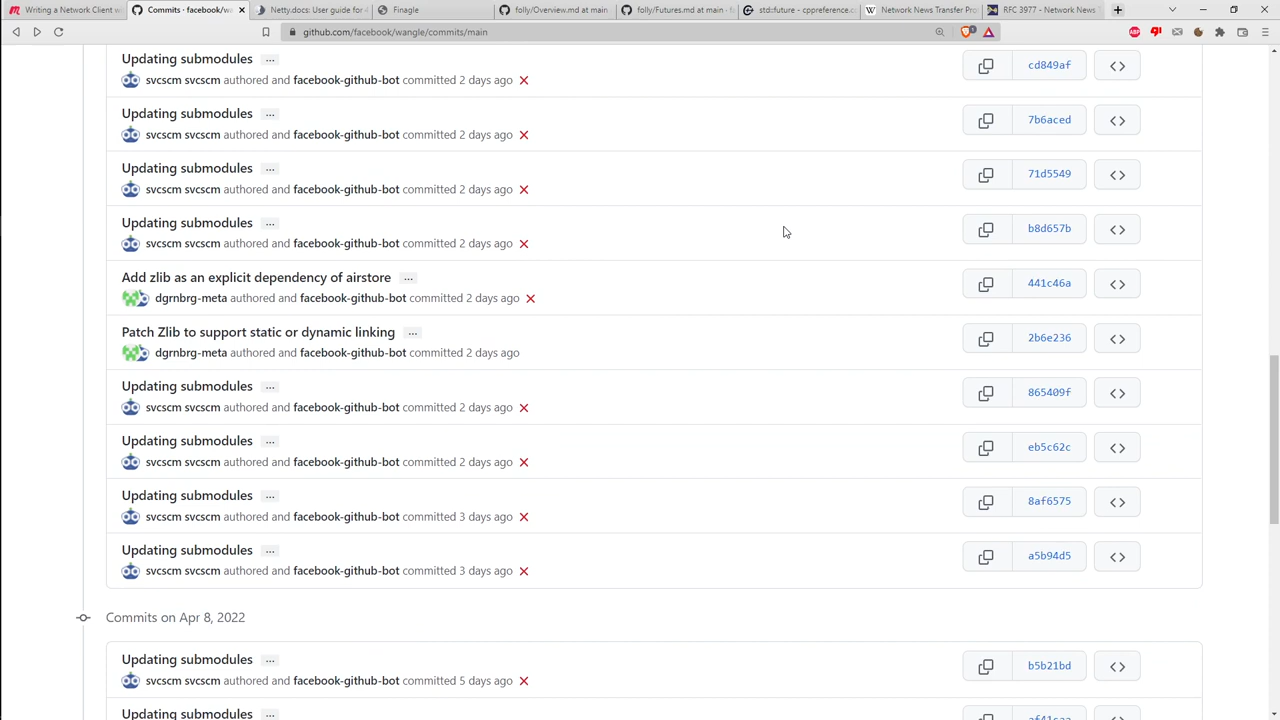 Writing a Network Client wi
Commits · facebook/wa
Netty.docs: User guide for 4
Finagle
folly/Overview.md at main
folly/Futures.md at main · f
std::future - cppreference.c
Network News Transfer Pro
RFC 3977 - Network News T
github.com/facebook/wangle/commits/main
Updating submodules ...
svcscm svcscm authored and facebook-github-bot committed 2 days ago
cd849af
Updating submodules ...
svcscm svcscm authored and facebook-github-bot committed 2 days ago
7b6aced
Updating submodules ...
svcscm svcscm authored and facebook-github-bot committed 2 days ago
71d5549
Updating submodules ...
svcscm svcscm authored and facebook-github-bot committed 2 days ago
b8d657b
Add zlib as an explicit dependency of airstore ...
dgrnbrg-meta authored and facebook-github-bot committed 2 days ago
441c46a
Patch Zlib to support static or dynamic linking ...
dgrnbrg-meta authored and facebook-github-bot committed 2 days ago
2b6e236
Updating submodules ...
svcscm svcscm authored and facebook-github-bot committed 2 days ago
865409f
Updating submodules ...
svcscm svcscm authored and facebook-github-bot committed 2 days ago
eb5c62c
Updating submodules ...
svcscm svcscm authored and facebook-github-bot committed 3 days ago
8af6575
Updating submodules ...
svcscm svcscm authored and facebook-github-bot committed 3 days ago
a5b94d5
Commits on Apr 8, 2022
Updating submodules ...
svcscm svcscm authored and facebook-github-bot committed 5 days ago
b5b21bd
Updating submodules ...